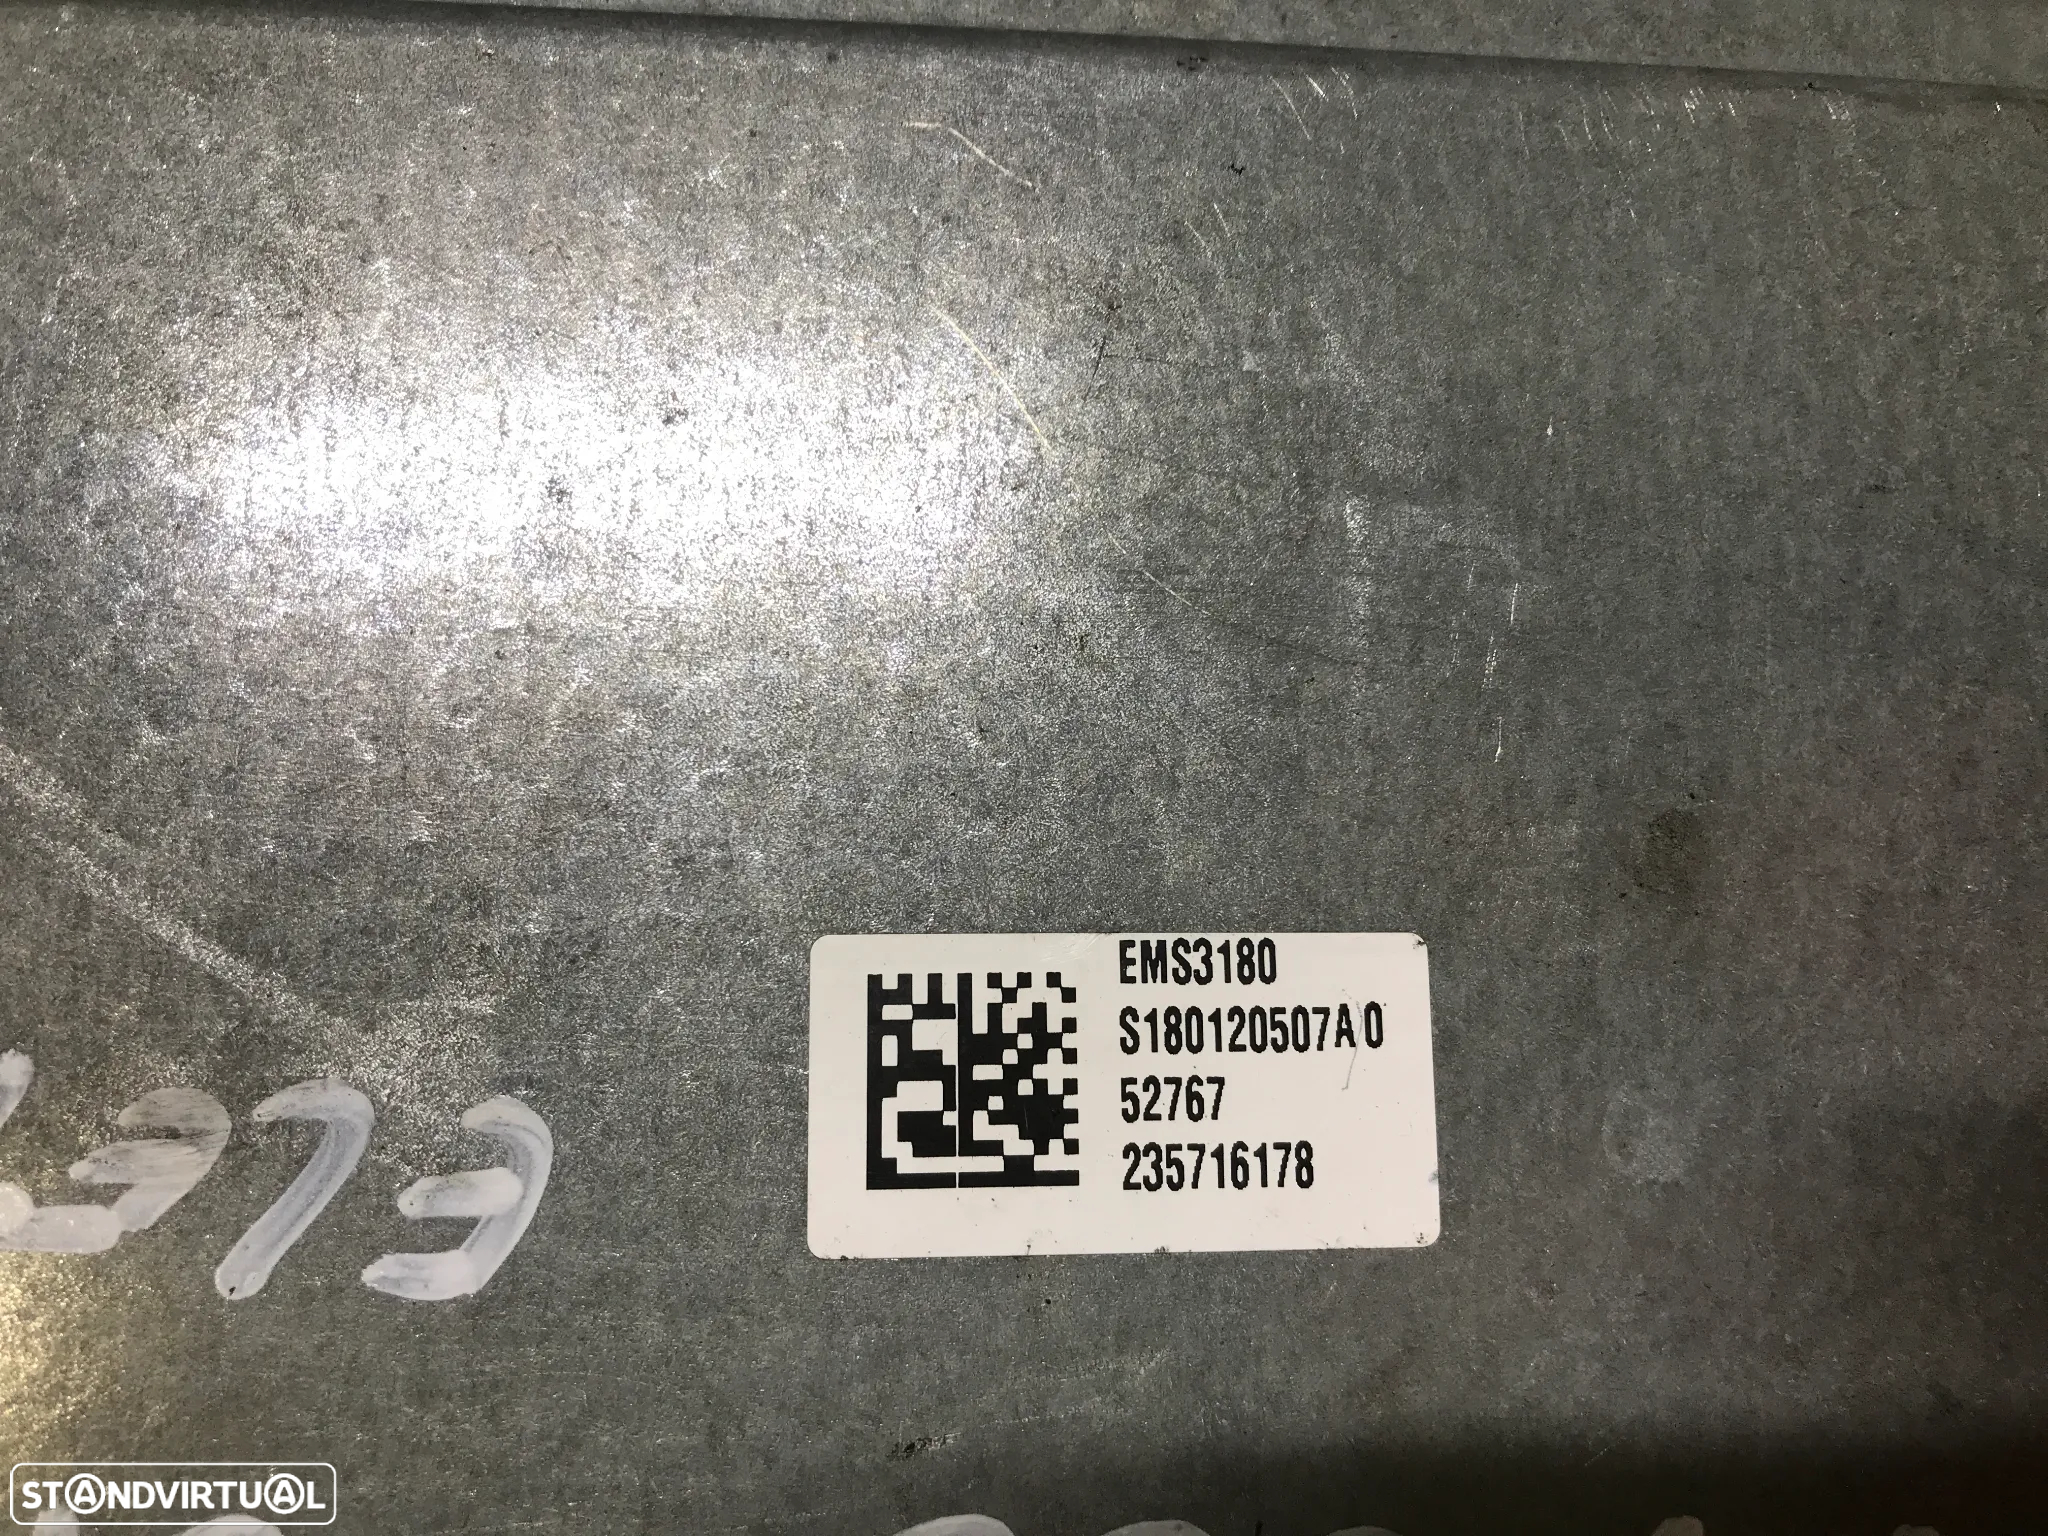 EMS3180
S180120507A0
52767
235716178
STANDVIRTUAL